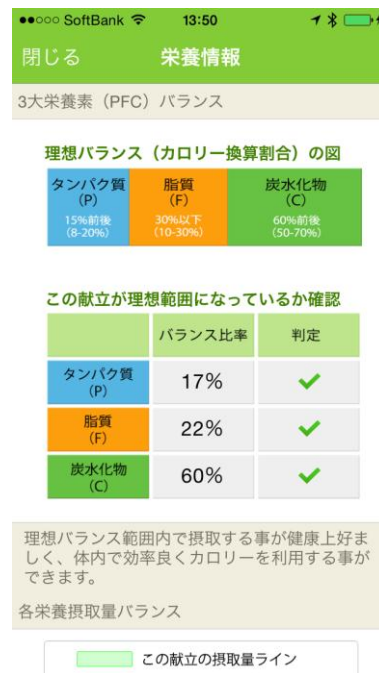 ●●○○○ SoftBank 13:50
閉じる 栄養情報
3大栄養素（PFC）バランス
理想バランス（カロリー換算割合）の図
タンパク質 脂質 炭水化物
(P) (F) (C)
15%前後 30%以下 60%前後
(8-20%) (10-30%) (50-70%)
この献立が理想範囲になっているか確認
バランス比率 判定
タンパク質
(P) 17% ✓
脂質
(F) 22% ✓
炭水化物
(C) 60% ✓
理想バランス範囲内で摂取する事が健康上好ま
しく、体内で効率良くカロリーを利用する事が
できます。
各栄養摂取量バランス
この献立の摂取量ライン